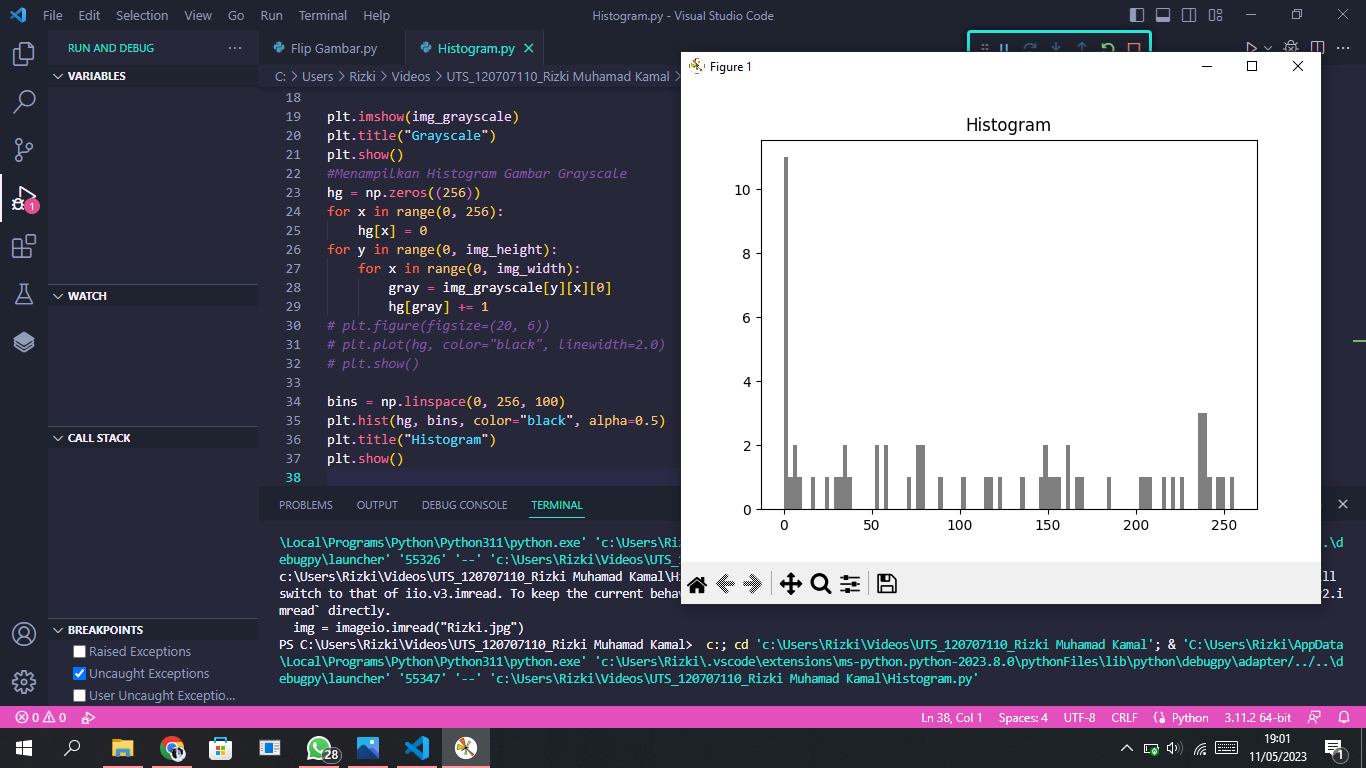 File Edit Selection View Go Run Terminal Help Histogram.py - Visual Studio Code
RUN AND DEBUG
Flip Gambar.py
Histogram.py
VARIABLES
C: > Users > Rizki > Videos > UTS_120707110_Rizki Muhamad Kamal >
18
19 plt.imshow(img_grayscale)
20 plt.title("Grayscale")
21 plt.show()
22 #Menampilkan Histogram Gambar Grayscale
23 hg = np.zeros((256))
24 for x in range(0, 256):
25 hg[x] = 0
26 for y in range(0, img_height):
27 for x in range(0, img_width):
28 gray = img_grayscale[y][x][0]
29 hg[gray] += 1
30 # plt.figure(figsize=(20, 6))
31 # plt.plot(hg, color="black", linewidth=2.0)
32 # plt.show()
33
34 bins = np.linspace(0, 256, 100)
35 plt.hist(hg, bins, color="black", alpha=0.5)
36 plt.title("Histogram")
37 plt.show()
38
WATCH
CALL STACK
BREAKPOINTS
Raised Exceptions
Uncaught Exceptions
User Uncaught Exceptio...
1
Figure 1
Histogram
10
8
6
4
2
0
0 50 100 150 200 250
PROBLEMS OUTPUT DEBUG CONSOLE TERMINAL
\Local\Programs\Python\Python311\python.exe' 'c:\Users\Riz .\d
ebugpy\launcher' '55326' '--' 'c:\Users\Rizki\Videos\UTS_
c:\Users\Rizki\Videos\UTS_120707110_Rizki Muhamad Kamal\Hi ll
switch to that of iio.v3.imread. To keep the current beha 2.i
mread` directly.
img = imageio.imread("Rizki.jpg")
PS C:\Users\Rizki\Videos\UTS_120707110_Rizki Muhamad Kamal> c:; cd 'c:\Users\Rizki\Videos\UTS_120707110_Rizki Muhamad Kamal'; & 'C:\Users\Rizki\AppData
\Local\Programs\Python\Python311\python.exe' 'c:\Users\Rizki\.vscode\extensions\ms-python.python-2023.8.0\pythonFiles\lib\python\debugpy\adapter/../..\d
ebugpy\launcher' '55347' '--' 'c:\Users\Rizki\Videos\UTS_120707110_Rizki Muhamad Kamal\Histogram.py'
0 0 0 Ln 38, Col 1 Spaces: 4 UTF-8 CRLF Python 3.11.2 64-bit
28
19:01
11/05/2023
1